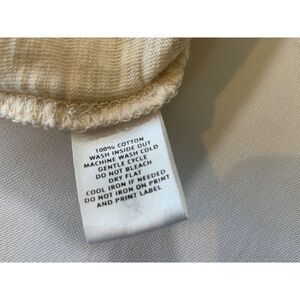 100% COTTON
WASH INSIDE OUT
MACHINE WASH COLD
GENTLE CYCLE
DO NOT BLEACH
DRY FLAT
COOL IRON IF NEEDED
DO NOT IRON ON PRINT
AND PRINT LABEL